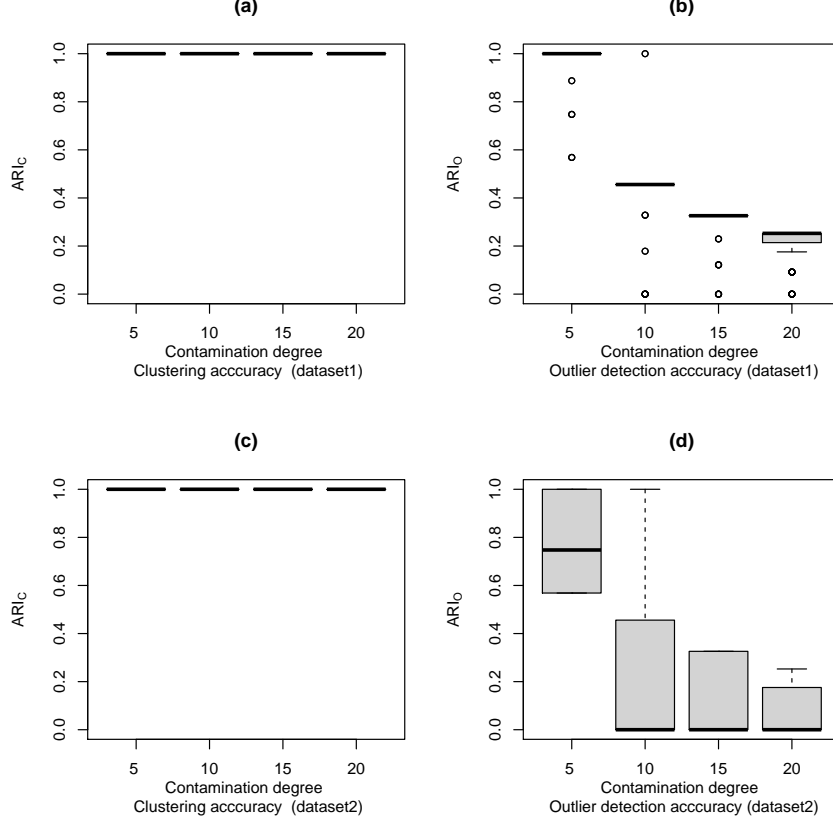 (a)
1.0
0.8
0.6
0.4
0.2
0.0
ARIC
5 10 15 20
Contamination degree
Clustering acccuracy (dataset1)
(b)
1.0
0.8
0.6
0.4
0.2
0.0
ARIO
5 10 15 20
Contamination degree
Outlier detection acccuracy (dataset1)
(c)
1.0
0.8
0.6
0.4
0.2
0.0
ARIC
5 10 15 20
Contamination degree
Clustering acccuracy (dataset2)
(d)
1.0
0.8
0.6
0.4
0.2
0.0
ARIO
5 10 15 20
Contamination degree
Outlier detection acccuracy (dataset2)